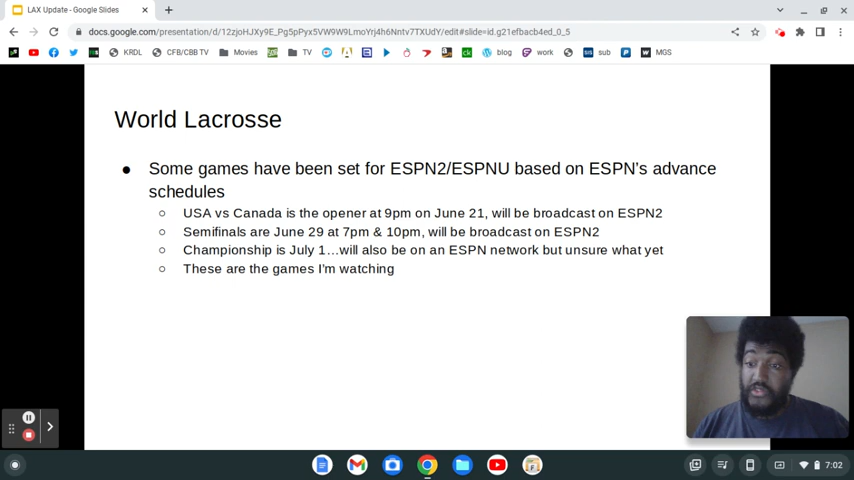 LAX Update - Google Slides
docs.google.com/presentation/d/12zjoHJXy9E_Pg5pPyx5VW9W9LmoYrj4h6Nntv7TXUdY/edit#slide=id.g21efbacb4ed_0_5
KRDL CFB/CBB TV Movies TV blog work sub MGS
World Lacrosse
● Some games have been set for ESPN2/ESPNU based on ESPN's advance
schedules
○ USA vs Canada is the opener at 9pm on June 21, will be broadcast on ESPN2
○ Semifinals are June 29 at 7pm & 10pm, will be broadcast on ESPN2
○ Championship is July 1…will also be on an ESPN network but unsure what yet
○ These are the games I'm watching
7:02